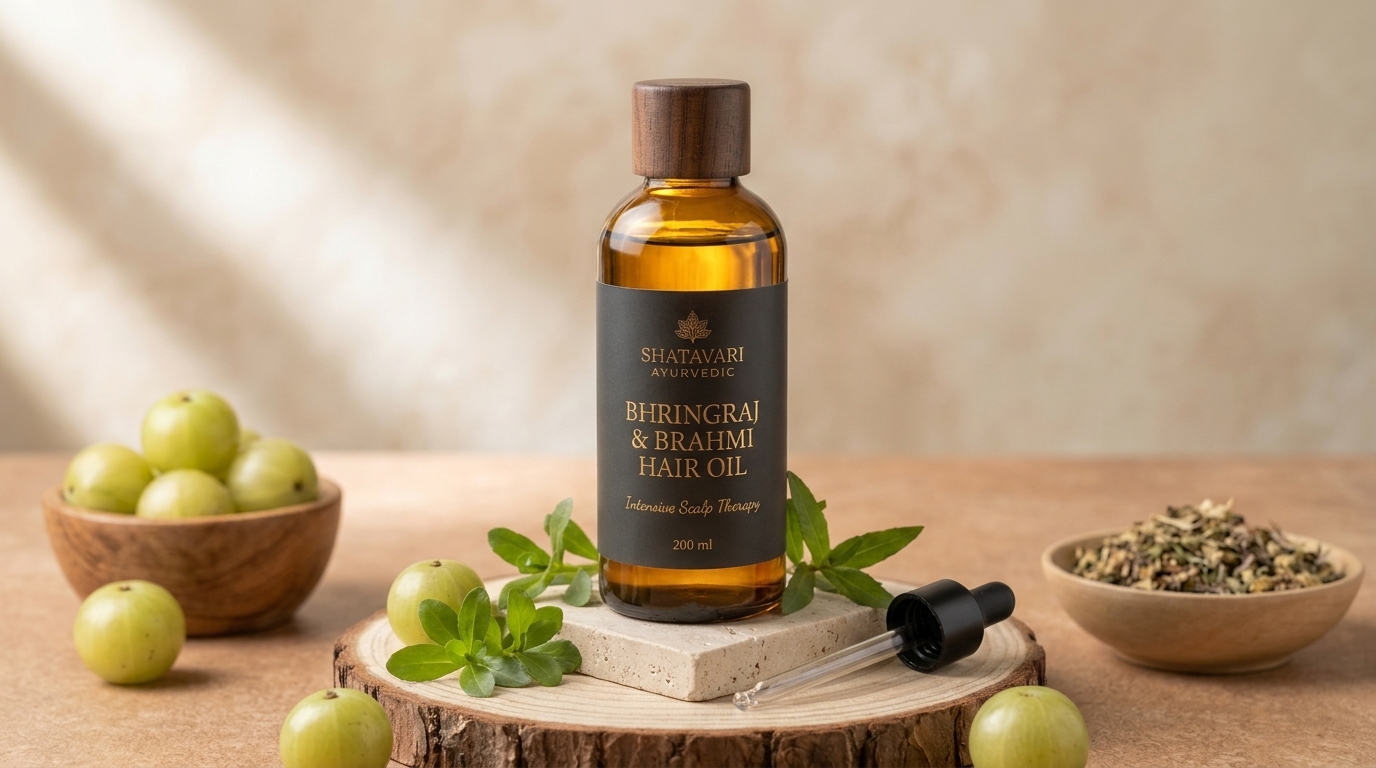 SHATAVARI
AYURVEDIC
BHRINGRAJ
& BRAHMI
HAIR OIL
Intensive Scalp Therapy
200 ml